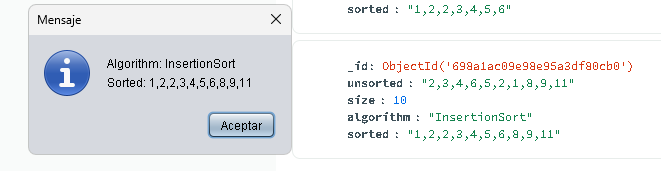 Mensaje
Algorithm: InsertionSort
Sorted: 1,2,2,3,4,5,6,8,9,11
Aceptar
sorted : "1,2,2,3,4,5,6"
_id: ObjectId('698a1ac09e98e95a3df80cb0')
unsorted : "2,3,4,6,5,2,1,8,9,11"
size : 10
algorithm : "InsertionSort"
sorted : "1,2,2,3,4,5,6,8,9,11"